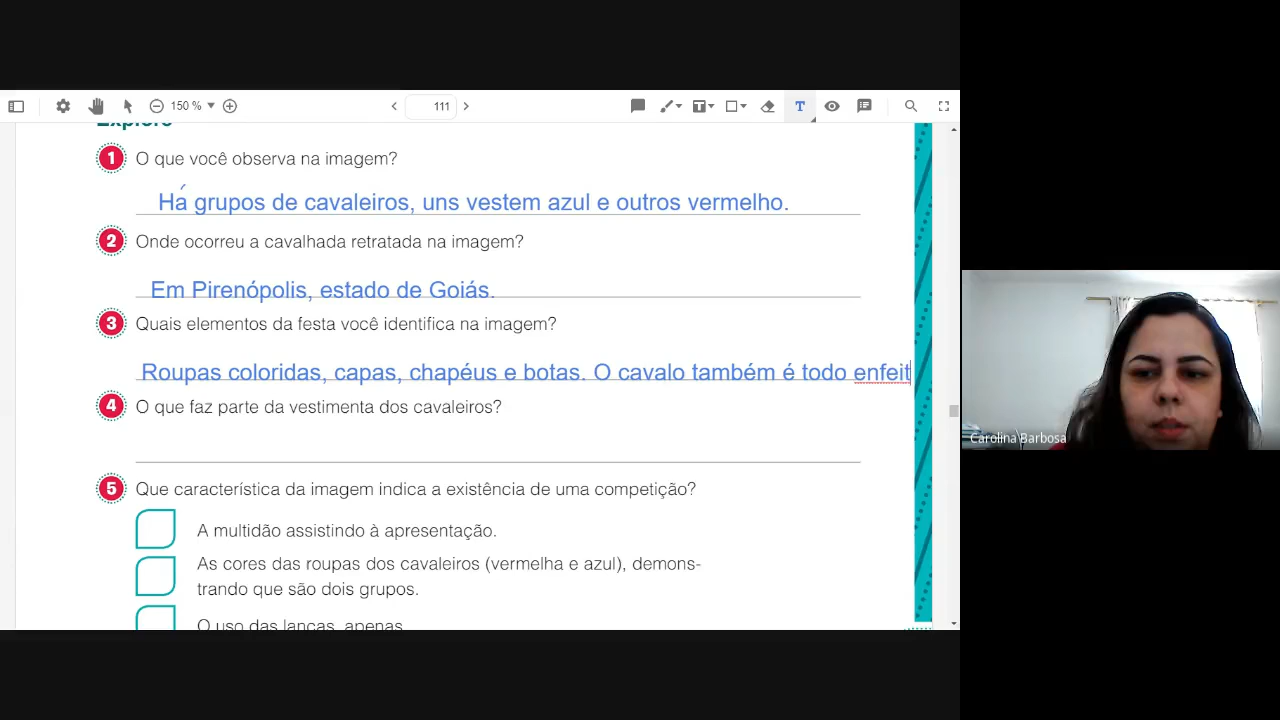 150 %
111
Explore
1 O que você observa na imagem?
Há grupos de cavaleiros, uns vestem azul e outros vermelho.
2 Onde ocorreu a cavalhada retratada na imagem?
Em Pirenópolis, estado de Goiás.
3 Quais elementos da festa você identifica na imagem?
Roupas coloridas, capas, chapéus e botas. O cavalo também é todo enfeit
4 O que faz parte da vestimenta dos cavaleiros?
5 Que característica da imagem indica a existência de uma competição?
A multidão assistindo à apresentação.
As cores das roupas dos cavaleiros (vermelha e azul), demons-
trando que são dois grupos.
O uso das lanças, apenas.
Carolina Barbosa